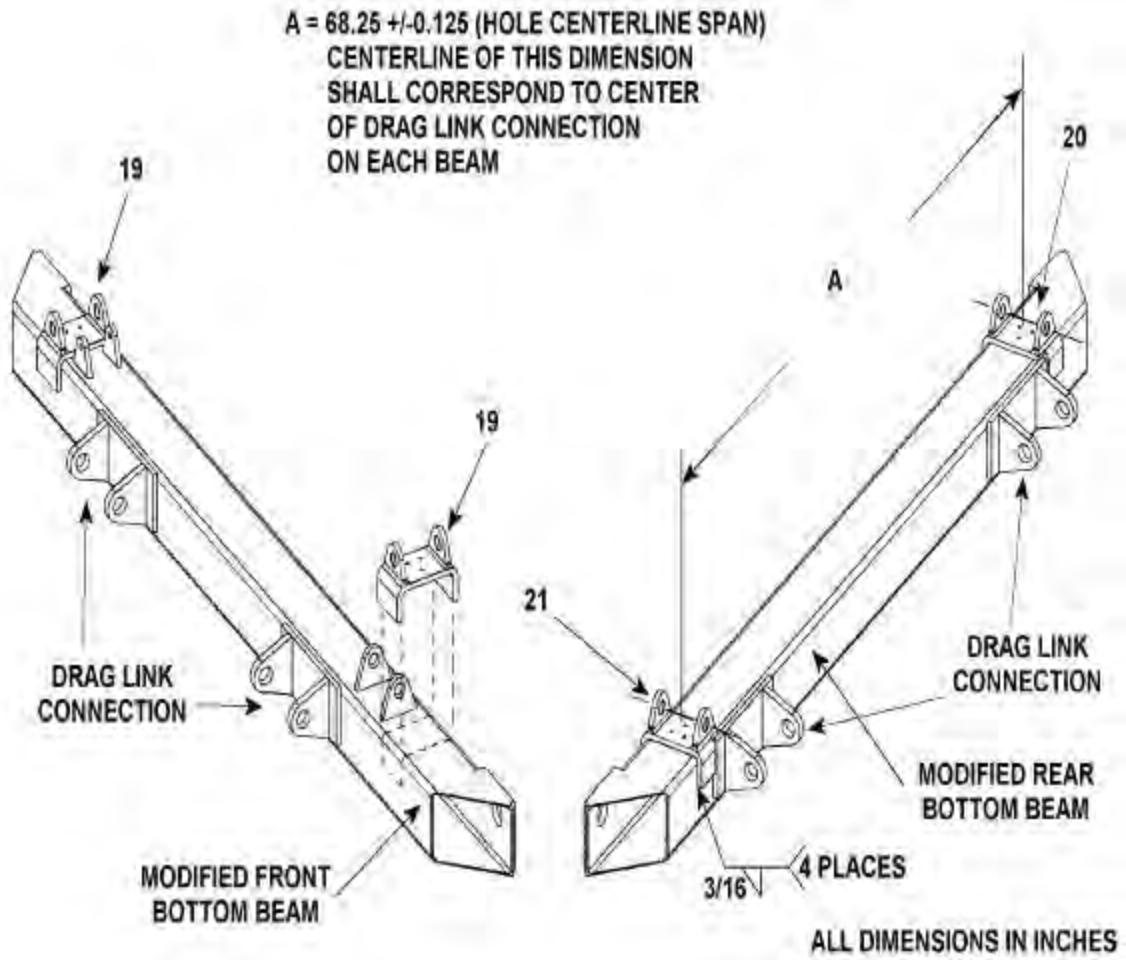 A = 68.25 +/-0.125 (HOLE CENTERLINE SPAN)
CENTERLINE OF THIS DIMENSION
SHALL CORRESPOND TO CENTER
OF DRAG LINK CONNECTION
ON EACH BEAM
19
20
A
19
21
DRAG LINK
CONNECTION
DRAG LINK
CONNECTION
MODIFIED REAR
BOTTOM BEAM
MODIFIED FRONT
BOTTOM BEAM
3/16
4 PLACES
ALL DIMENSIONS IN INCHES